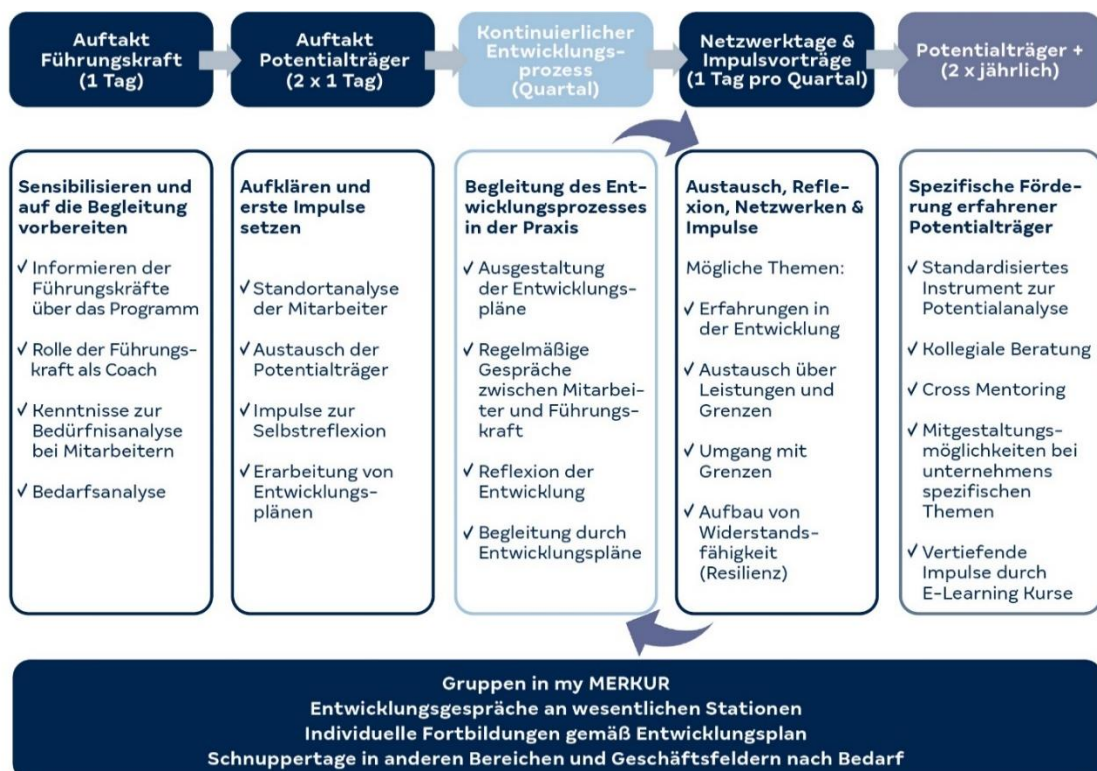 Auftakt
Führungskraft
(1 Tag)
Auftakt
Potentialträger
(2 x 1 Tag)
Kontinuierlicher
Entwicklungs-
prozess
(Quartal)
Netzwerktage &
Impulsvorträge
(1 Tag pro Quartal)
Potentialträger +
(2 x jährlich)
Sensibilisieren und
auf die Begleitung
vorbereiten
✓ Informieren der
Führungskräfte
über das Programm
✓ Rolle der Führungs-
kraft als Coach
✓ Kenntnisse zur
Bedürfnisanalyse
bei Mitarbeitern
✓ Bedarfsanalyse
Aufklären und
erste Impulse
setzen
✓ Standortanalyse
der Mitarbeiter
✓ Austausch der
Potentialträger
✓ Impulse zur
Selbstreflexion
✓ Erarbeitung von
Entwicklungs-
plänen
Begleitung des Ent-
wicklungsprozesses
in der Praxis
✓ Ausgestaltung
der Entwicklungs-
pläne
✓ Regelmäßige
Gespräche
zwischen Mitarbei-
ter und Führungs-
kraft
✓ Reflexion der
Entwicklung
✓ Begleitung durch
Entwicklungspläne
Austausch, Refle-
xion, Netzwerken &
Impulse
Mögliche Themen:
✓ Erfahrungen in
der Entwicklung
✓ Austausch über
Leistungen und
Grenzen
✓ Umgang mit
Grenzen
✓ Aufbau von
Widerstands-
fähigkeit
(Resilienz)
Spezifische Förde-
rung erfahrener
Potentialträger
✓ Standardisiertes
Instrument zur
Potentialanalyse
✓ Kollegiale Beratung
✓ Cross Mentoring
✓ Mitgestaltungs-
möglichkeiten bei
unternehmens
spezifischen
Themen
✓ Vertiefende
Impulse durch
E-Learning Kurse
Gruppen in my MERKUR
Entwicklungsgespräche an wesentlichen Stationen
Individuelle Fortbildungen gemäß Entwicklungsplan
Schnuppertage in anderen Bereichen und Geschäftsfeldern nach Bedarf